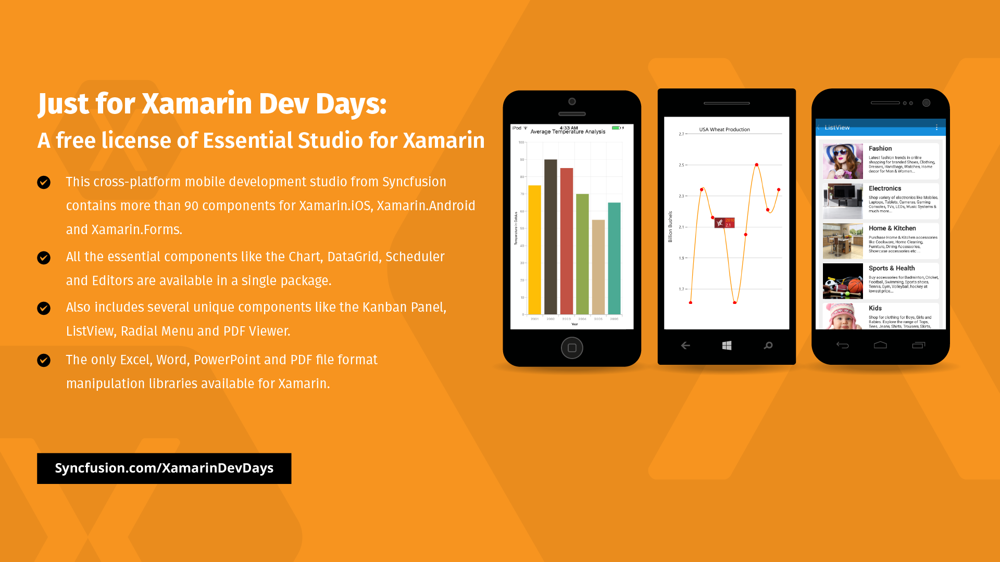 Just for Xamarin Dev Days:
A free license of Essential Studio for Xamarin
This cross-platform mobile development studio from Syncfusion
contains more than 90 components for Xamarin.iOS, Xamarin.Android
and Xamarin.Forms.
All the essential components like the Chart, DataGrid, Scheduler
and Editors are available in a single package.
Also includes several unique components like the Kanban Panel,
ListView, Radial Menu and PDF Viewer.
The only Excel, Word, PowerPoint and PDF file format
manipulation libraries available for Xamarin.
Syncfusion.com/XamarinDevDays
iPod
4:33 AM
Average Temperature Analysis
Temperature in Celsius
100
90
80
70
60
50
40
30
20
10
0
2001 2002 2003 2004 2005 2006
Year
USA Wheat Production
Billion Bushels
2.7
2.5
2.3
2.1
1.9
1.7
2010
2.1
ListView
Fashion
Latest fashion trends in online
shopping for branded Shoes, Clothing,
Dresses, Handbags, Watches, Home
decor for Men & Women...
Electronics
Shop variety of electronics like Mobiles,
Laptops, Tablets, Cameras, Gaming
Consoles, TVs, LEDs, Music Systems &
much more...
Home & Kitchen
Purchase Home & Kitchen accessories
like Cookware, Home Cleaning,
Furniture, Dining Accessories,
Showcase accessories etc ...
Sports & Health
Buy accessories for Badminton, Cricket,
Football, Swimming, Sports shoes,
Tennis, Gym, Volleyball, hockey at
lowest price...
Kids
Shop for clothing for Boys, Girls and
Babies. Explore the range of Tops,
Tees, Jeans, Shirts, Trousers, Skirts,